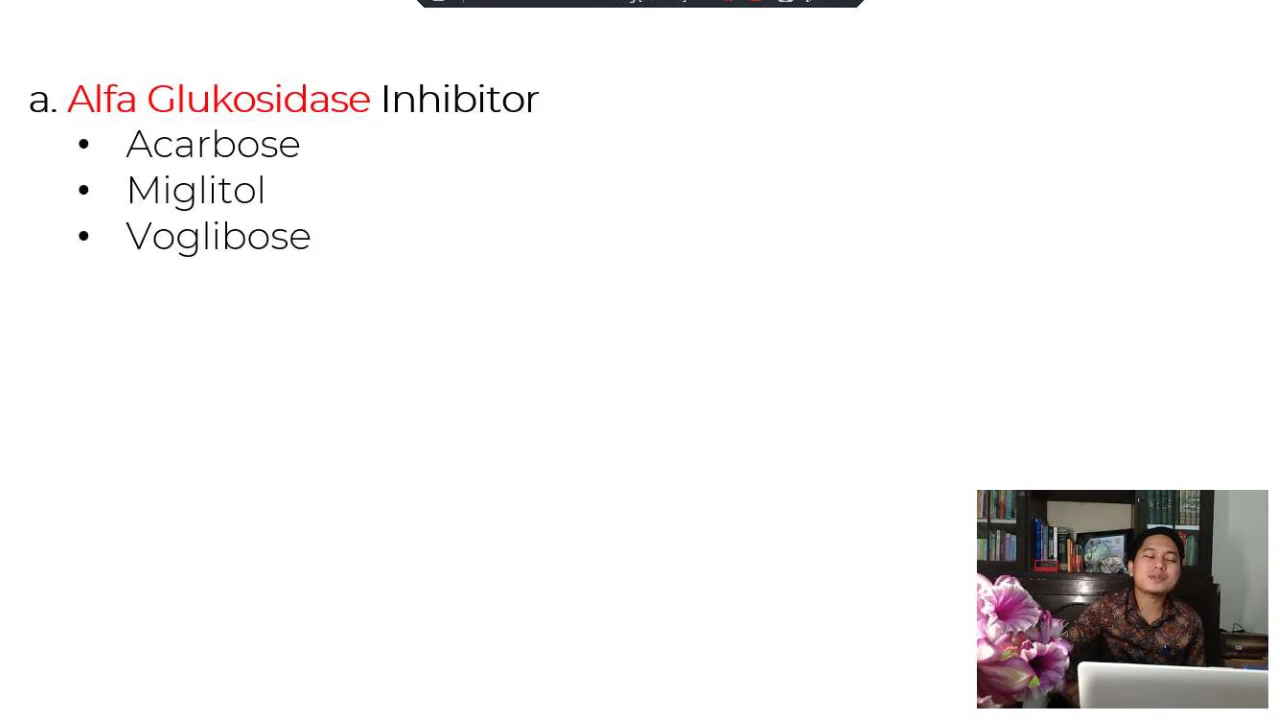 a. Alfa Glukosidase Inhibitor
• Acarbose
• Miglitol
• Voglibose